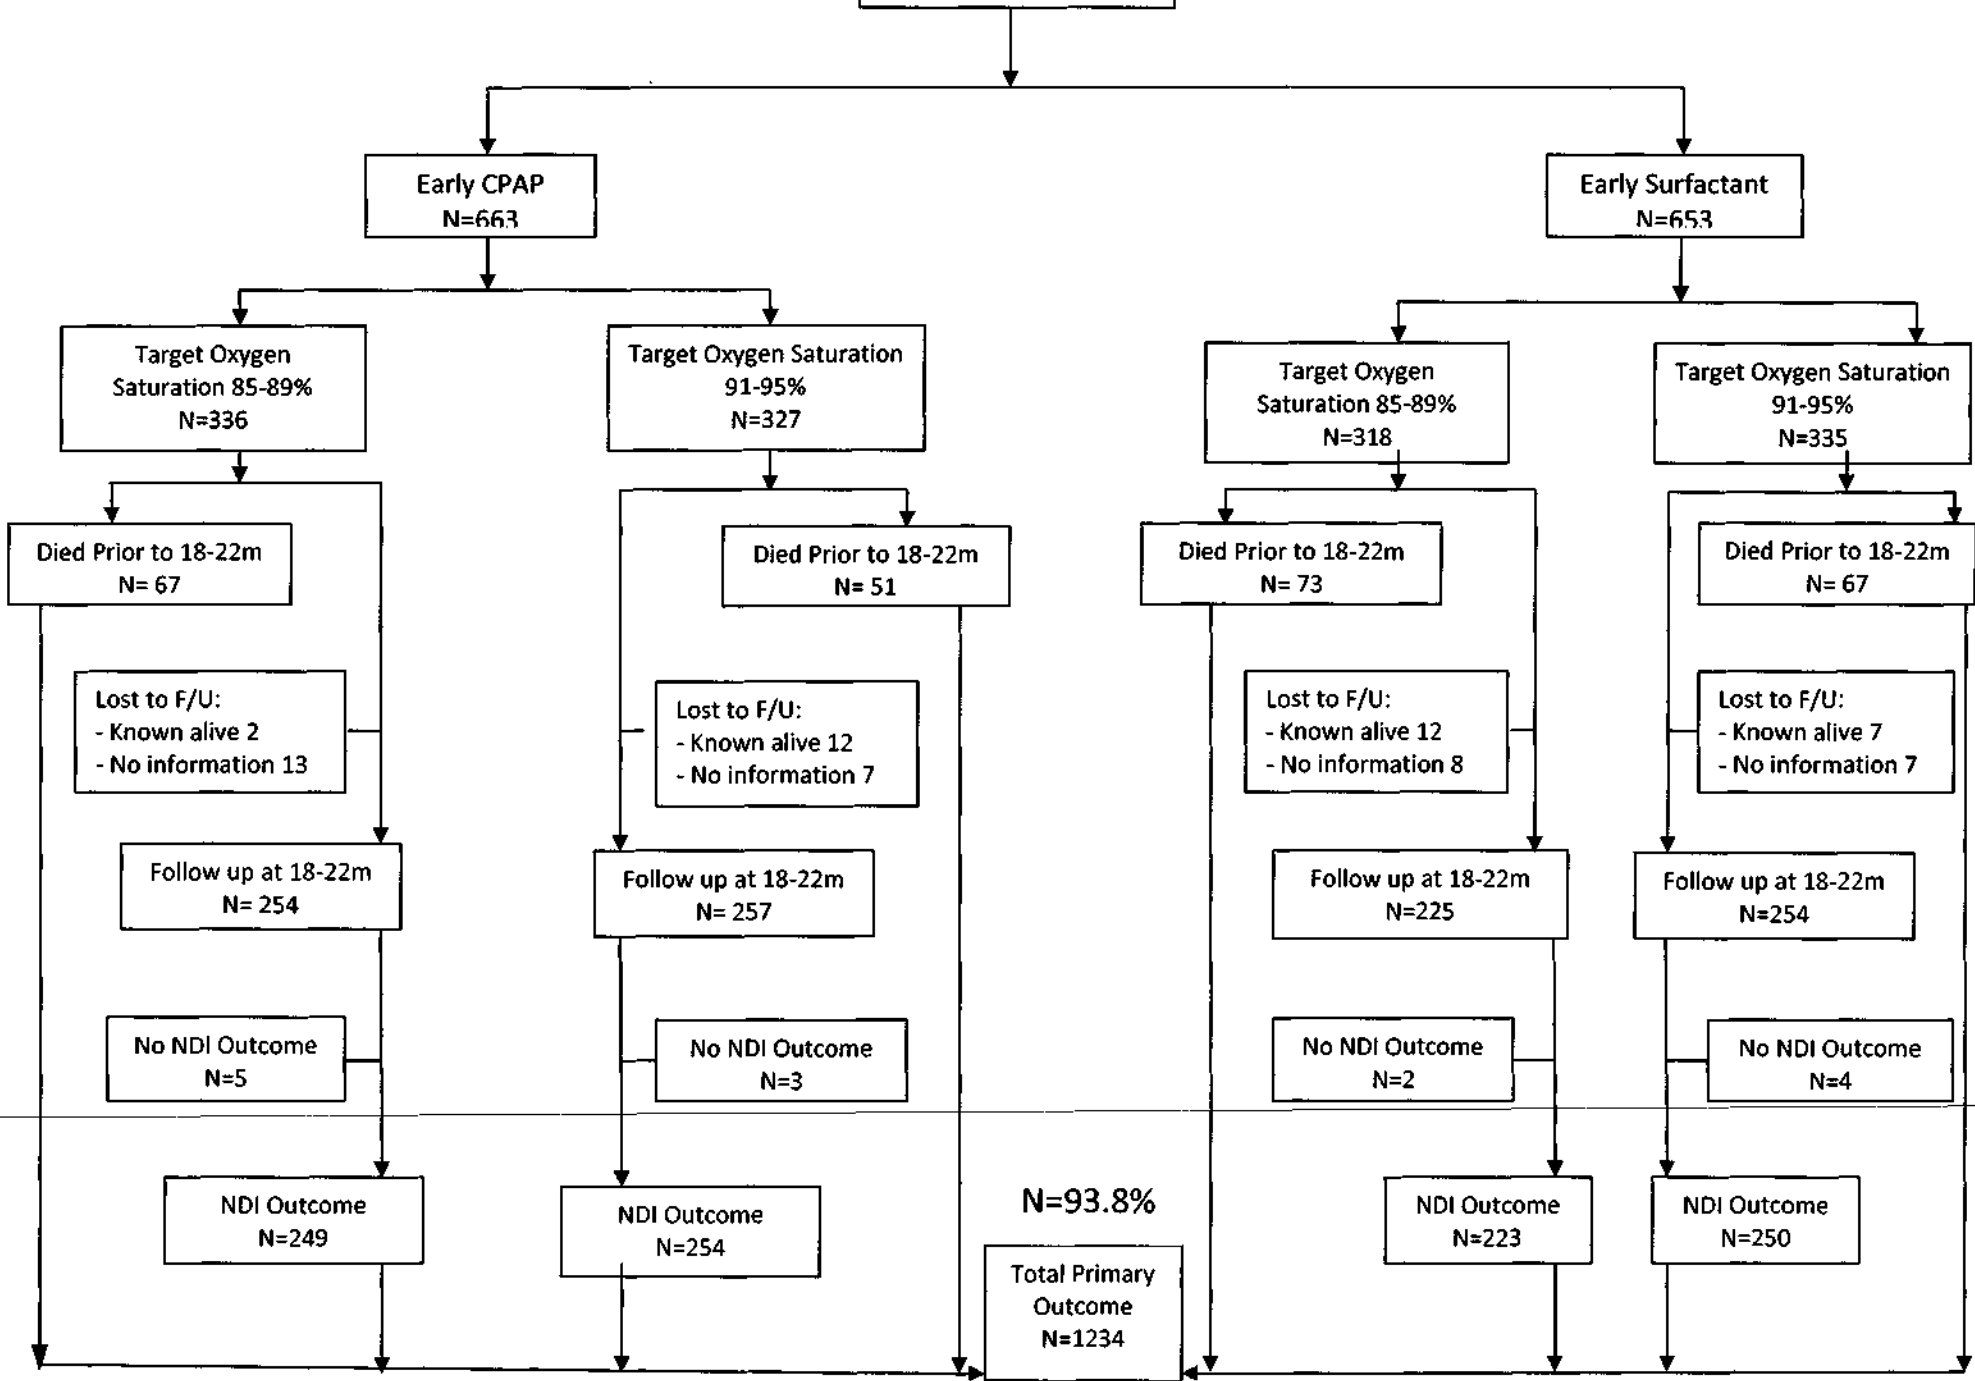 Early CPAP
N=663
Early Surfactant
N=653
Target Oxygen
Saturation 85-89%
N=336
Target Oxygen Saturation
91-95%
N=327
Target Oxygen
Saturation 85-89%
N=318
Target Oxygen Saturation
91-95%
N=335
Died Prior to 18-22m
N= 67
Died Prior to 18-22m
N= 51
Died Prior to 18-22m
N= 73
Died Prior to 18-22m
N= 67
Lost to F/U:
- Known alive 2
- No information 13
Lost to F/U:
- Known alive 12
- No information 7
Lost to F/U:
- Known alive 12
- No information 8
Lost to F/U:
- Known alive 7
- No information 7
Follow up at 18-22m
N= 254
Follow up at 18-22m
N= 257
Follow up at 18-22m
N=225
Follow up at 18-22m
N=254
No NDI Outcome
N=5
No NDI Outcome
N=3
No NDI Outcome
N=2
No NDI Outcome
N=4
NDI Outcome
N=249
NDI Outcome
N=254
N=93.8%
NDI Outcome
N=223
NDI Outcome
N=250
Total Primary
Outcome
N=1234